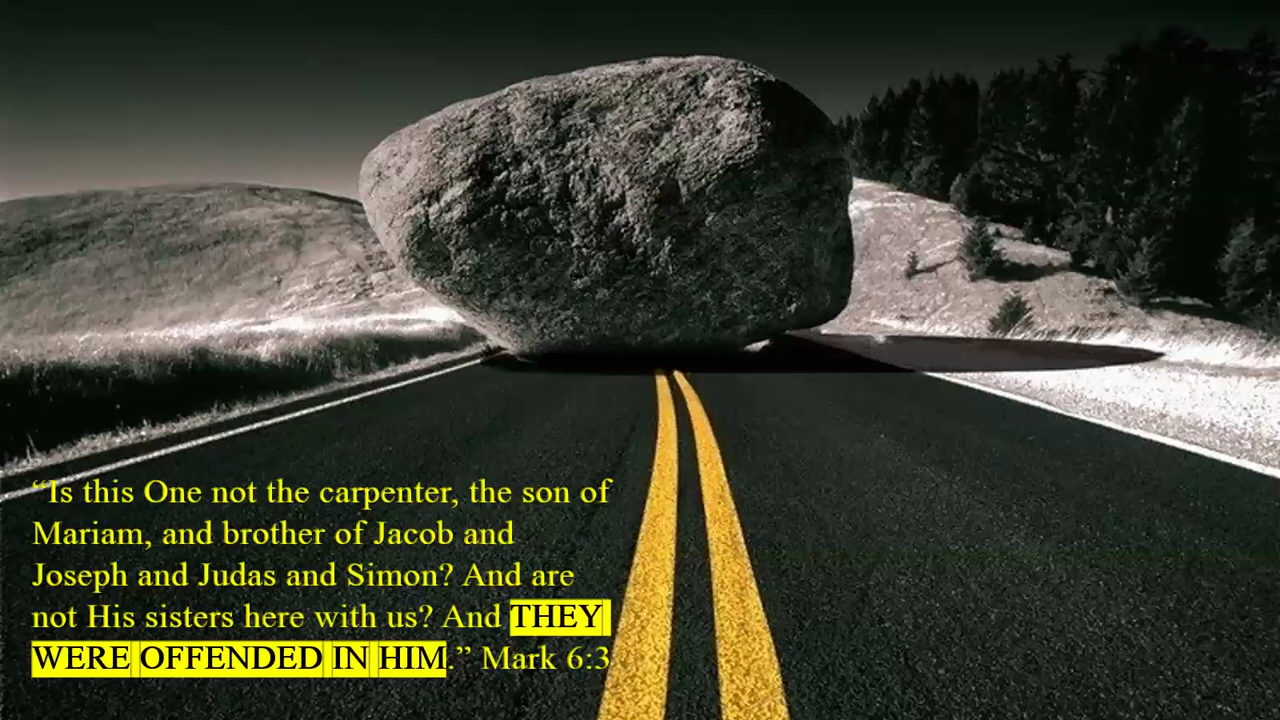 “Is this One not the carpenter, the son of
Mariam, and brother of Jacob and
Joseph and Judas and Simon? And are
not His sisters here with us? And THEY
WERE OFFENDED IN HIM.” Mark 6:3